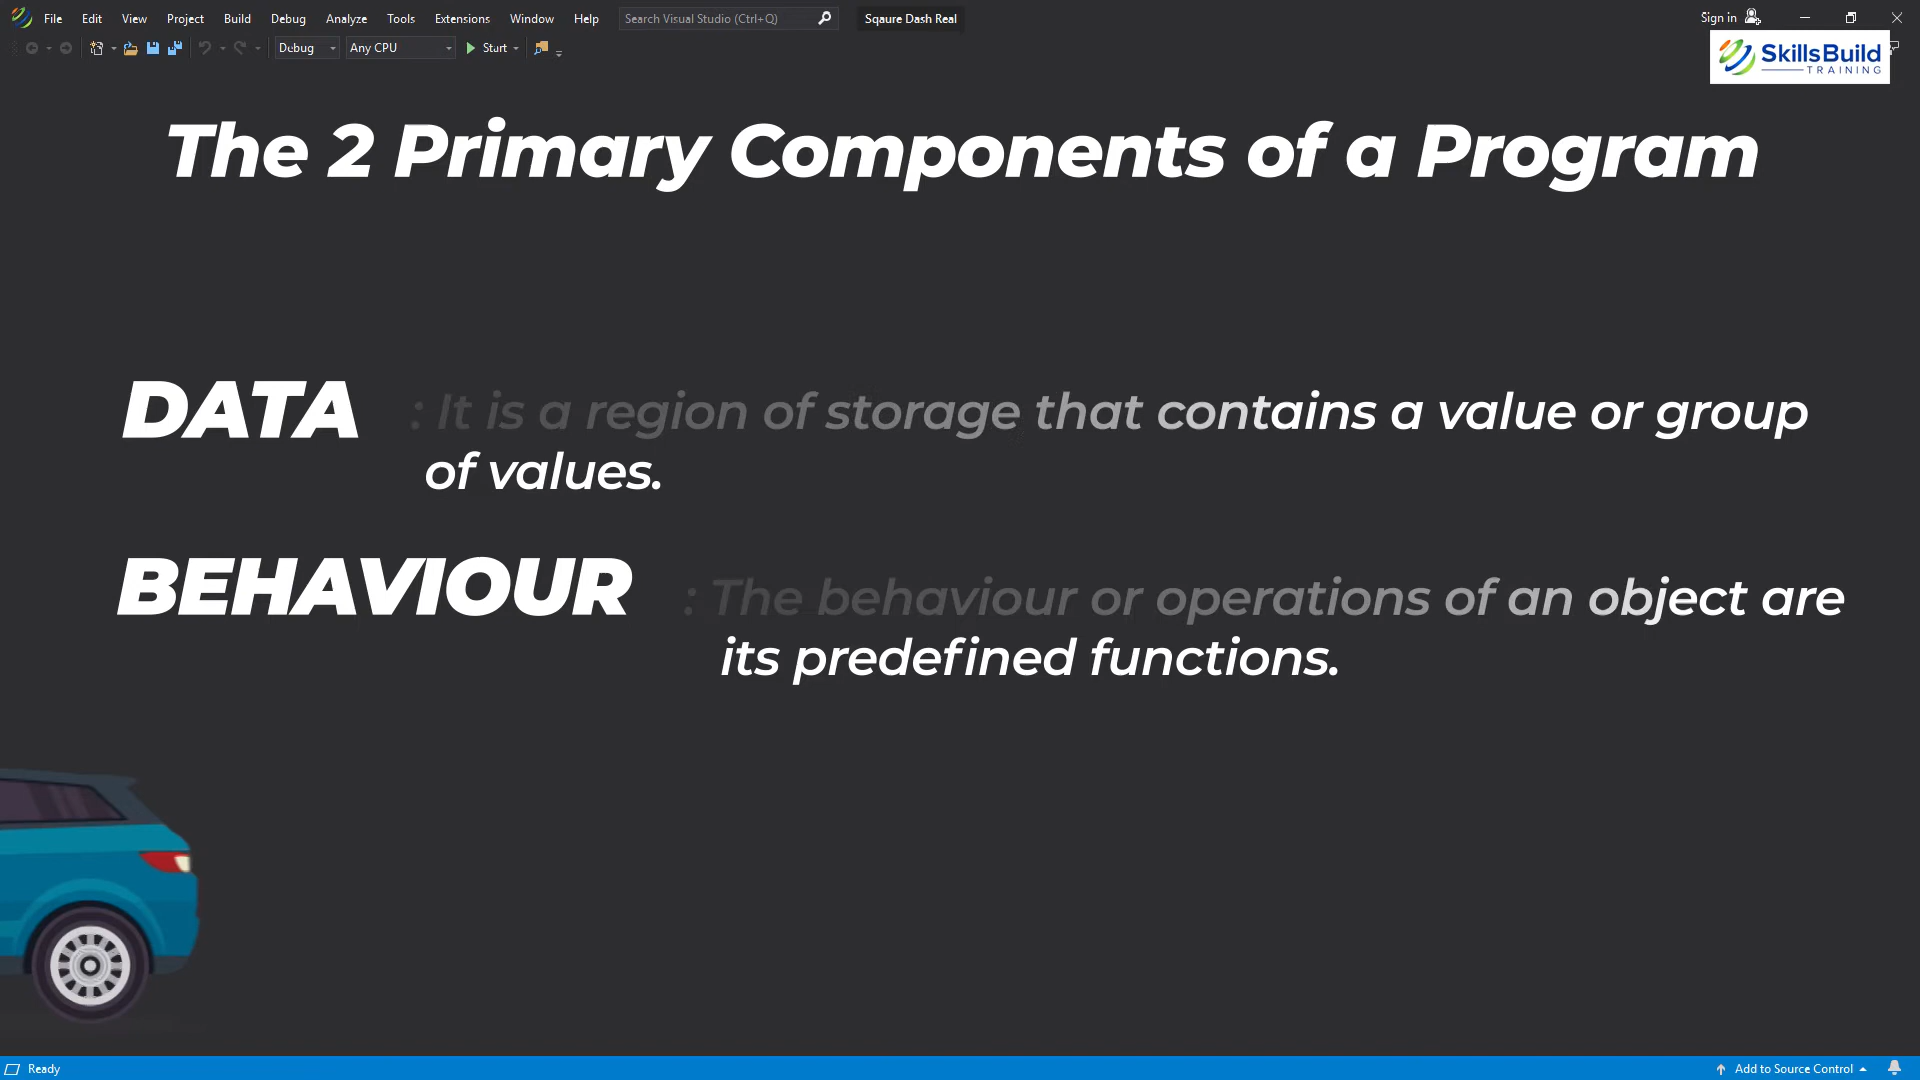 File Edit View Project Build Debug Analyze Tools Extensions Window Help Search Visual Studio (Ctrl+Q) Sqaure Dash Real Sign in
Debug Any CPU Start
SkillsBuild
TRAINING
The 2 Primary Components of a Program
DATA : It is a region of storage that contains a value or group
of values.
BEHAVIOUR : The behaviour or operations of an object are
its predefined functions.
Ready Add to Source Control